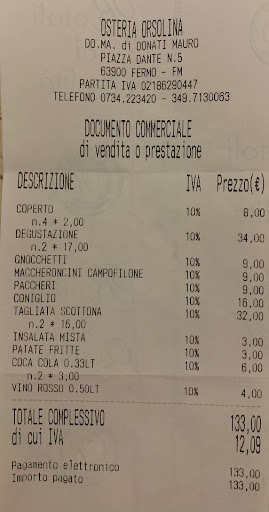 OSTERIA ORSOLINA
DO.MA. di DONATI MAURO
PIAZZA DANTE N.5
63900 FERMO - FM
PARTITA IVA 02186290447
TELEFONO 0734.223420 - 349.7130063
DOCUMENTO COMMERCIALE
di vendita o prestazione
DESCRIZIONE IVA Prezzo(€)
COPERTO 10% 8,00
n.4 * 2,00
DEGUSTAZIONE 10% 34,00
n.2 * 17,00
GNOCCHETTI 10% 9,00
MACCHERONCINI CAMPOFILONE 10% 9,00
PACCHERI 10% 9,00
CONIGLIO 10% 16,00
TAGLIATA SCOTTONA 10% 32,00
n.2 * 16,00
INSALATA MISTA 10% 3,00
PATATE FRITTE 10% 3,00
COCA COLA 0.33LT 10% 6,00
n.2 * 3,00
VINO ROSSO 0.50LT 10% 4,00
TOTALE COMPLESSIVO 133,00
di cui IVA 12,09
Pagamento elettronico 133,00
Importo pagato 133,00